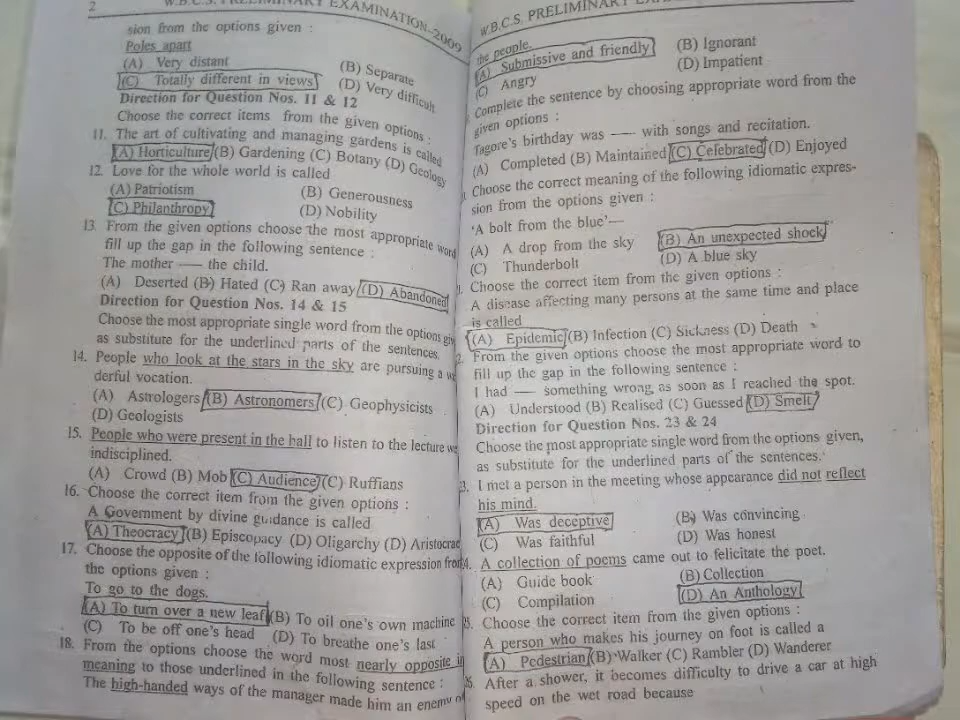 2
W.B.C.S. PRELIMINARY EXAMINATION-2009
sion from the options given :
Poles apart
(A) Very distant (B) Separate
(C) Totally different in views (D) Very difficult
Direction for Question Nos. 11 & 12
Choose the correct items from the given options :
11. The art of cultivating and managing gardens is called
(A) Horticulture (B) Gardening (C) Botany (D) Geology
12. Love for the whole world is called
(A) Patriotism (B) Generousness
(C) Philanthropy (D) Nobility
13. From the given options choose the most appropriate word
fill up the gap in the following sentence :
The mother — the child.
(A) Deserted (B) Hated (C) Ran away (D) Abandoned
Direction for Question Nos. 14 & 15
Choose the most appropriate single word from the options
as substitute for the underlined parts of the sentences.
14. People who look at the stars in the sky are pursuing a
derful vocation.
(A) Astrologers (B) Astronomers (C) Geophysicists
(D) Geologists
15. People who were present in the hall to listen to the lecture
indisciplined.
(A) Crowd (B) Mob (C) Audience (C) Ruffians
16. Choose the correct item from the given options :
A Government by divine guidance is called
(A) Theocracy (B) Episcopacy (D) Oligarchy (D) Aristocrac
17. Choose the opposite of the following idiomatic expression from
the options given :
To go to the dogs.
(A) To turn over a new leaf (B) To oil one's own machine
(C) To be off one's head (D) To breathe one's last
18. From the options choose the word most nearly opposite in
meaning to those underlined in the following sentence :
The high-handed ways of the manager made him an enemy of
W.B.C.S. PRELIMINARY
the people.
(A) Submissive and friendly (B) Ignorant
(C) Angry (D) Impatient
Complete the sentence by choosing appropriate word from the
given options :
Tagore's birthday was — with songs and recitation.
(A) Completed (B) Maintained (C) Celebrated (D) Enjoyed
Choose the correct meaning of the following idiomatic expres-
sion from the options given :
'A bolt from the blue'—
(A) A drop from the sky (B) An unexpected shock
(C) Thunderbolt (D) A blue sky
Choose the correct item from the given options :
A disease affecting many persons at the same time and place
is called
(A) Epidemic (B) Infection (C) Sickness (D) Death
2. From the given options choose the most appropriate word to
fill up the gap in the following sentence :
I had — something wrong, as soon as I reached the spot.
(A) Understood (B) Realised (C) Guessed (D) Smelt
Direction for Question Nos. 23 & 24
Choose the most appropriate single word from the options given,
as substitute for the underlined parts of the sentences.
3. I met a person in the meeting whose appearance did not reflect
his mind.
(A) Was deceptive (B) Was convincing
(C) Was faithful (D) Was honest
4. A collection of poems came out to felicitate the poet.
(A) Guide book (B) Collection
(C) Compilation (D) An Anthology
25. Choose the correct item from the given options :
A person who makes his journey on foot is called a
(A) Pedestrian (B) Walker (C) Rambler (D) Wanderer
26. After a shower, it becomes difficulty to drive a car at high
speed on the wet road because